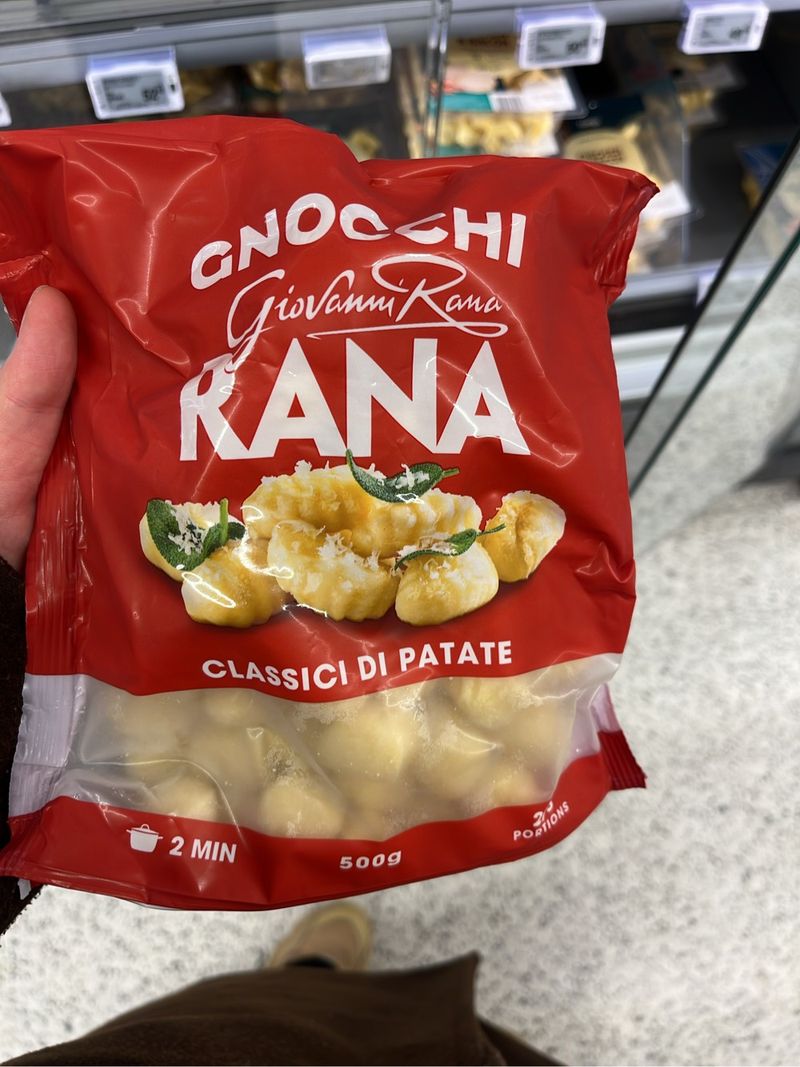 GNOCCHI
Giovanni Rana
RANA
CLASSICI DI PATATE
2 MIN
500g
PORTIONS